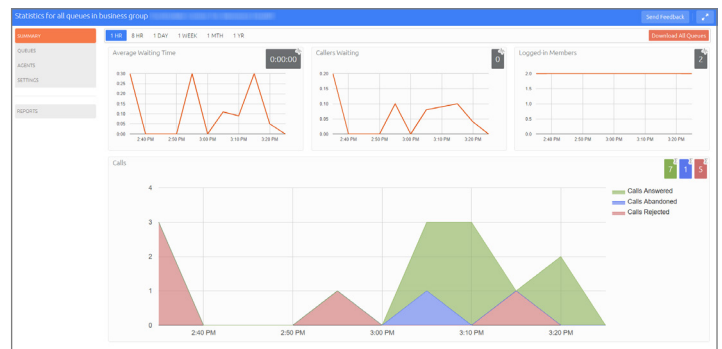 Statistics for all queues in business group
Send Feedback
SUMMARY
QUEUES
AGENTS
SETTINGS
REPORTS
1 HR 8 HR 1 DAY 1 WEEK 1 MTH 1 YR
Download All Queues
Average Waiting Time
0:00:00
0:30
0:20
0:15
0:10
0:05
0:00
2:40 PM 2:50 PM 3:00 PM 3:10 PM 3:20 PM
Callers Waiting
0
0.20
0.15
0.10
0.05
0.00
2:40 PM 2:50 PM 3:00 PM 3:10 PM 3:20 PM
Logged-in Members
2
2.0
1.5
0.5
0.0
2:40 PM 2:50 PM 3:00 PM 3:10 PM 3:20 PM
Calls
7 1 5
4
3
2
1
0
2:40 PM 2:50 PM 3:00 PM 3:10 PM 3:20 PM
Calls Answered
Calls Abandoned
Calls Rejected